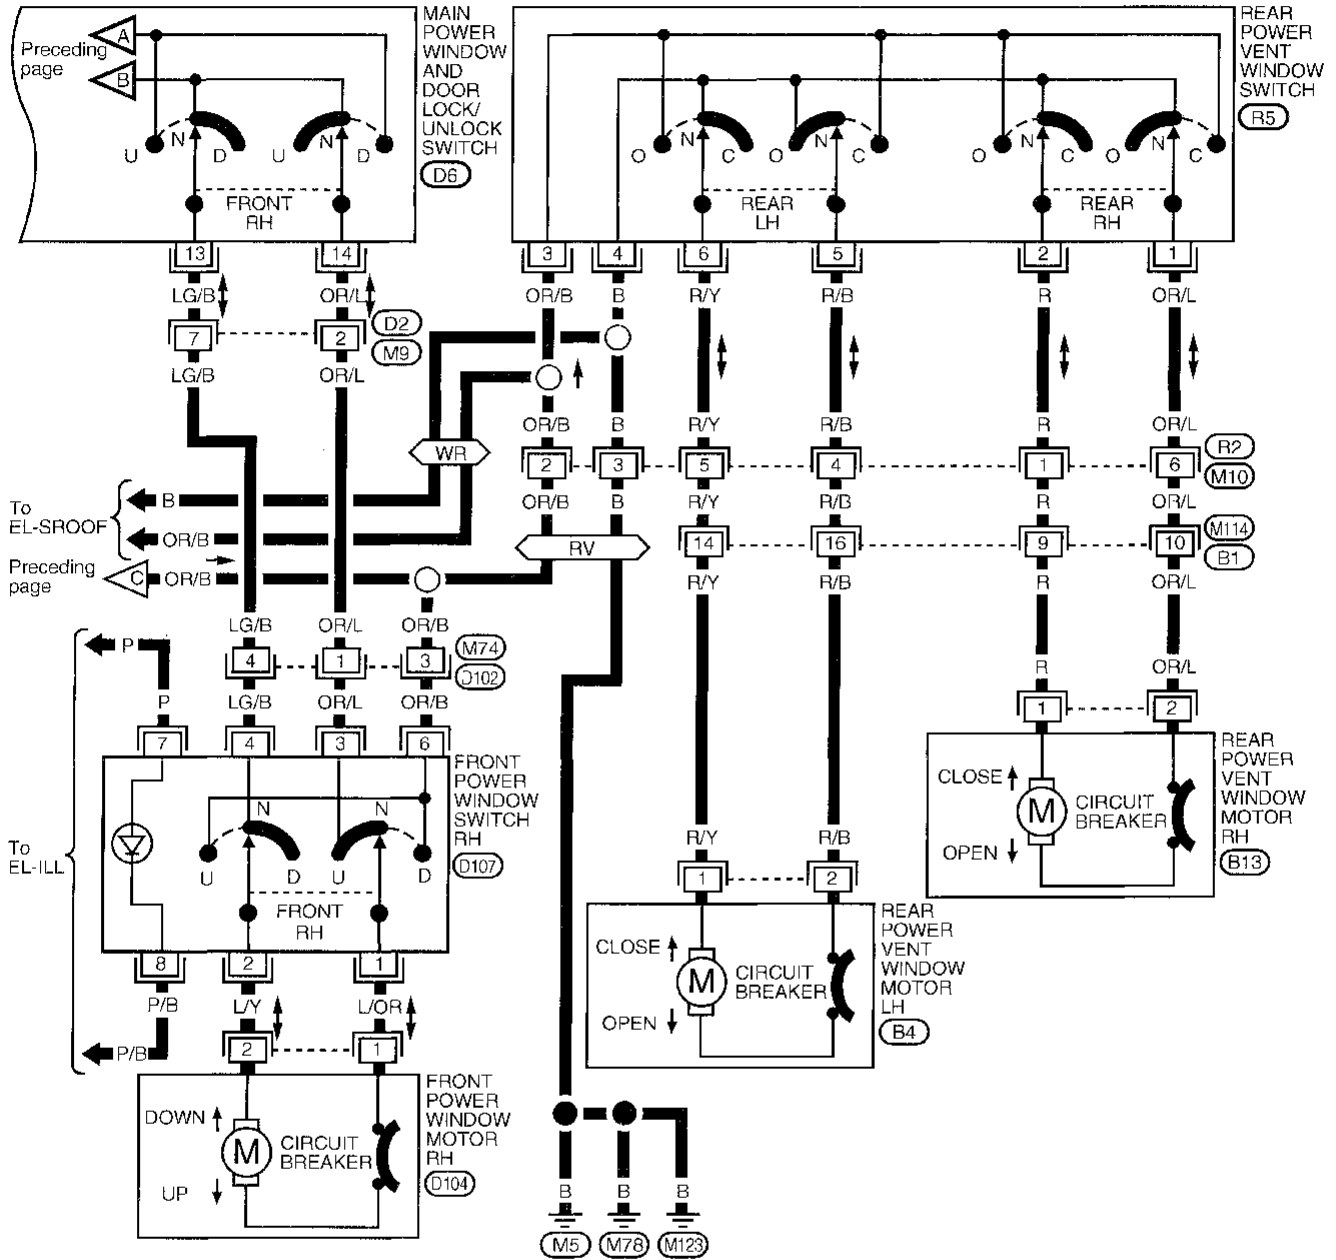 MAIN
POWER
WINDOW
AND
DOOR
LOCK/
UNLOCK
SWITCH
D6
A
Preceding
page
B
U N D U N D
FRONT
RH
13 14
REAR
POWER
VENT
WINDOW
SWITCH
R5
O N C O N C O N C O N C
REAR
LH
REAR
RH
3 4 6 5 2 1
LG/B OR/L OR/B B R/Y R/B R OR/L
7 2
D2
M9
LG/B OR/L
OR/B B R/Y R/B R OR/L
WR
2 3 5 4 1 6
R2
M10
To
EL-SROOF
B
OR/B
OR/B B R/Y R/B R OR/L
RV
14 16 9 10
M114
B1
Preceding
page
C
OR/B
R/Y R/B R OR/L
LG/B OR/L OR/B
4 1 3
M74
D102
P
P LG/B OR/L OR/B
7 4 3 6
To
EL-ILL
N N
U D U D
FRONT
RH
FRONT
POWER
WINDOW
SWITCH
RH
D107
8 2 1
P/B L/Y L/OR
P/B
2 1
DOWN
M
UP
CIRCUIT
BREAKER
FRONT
POWER
WINDOW
MOTOR
RH
D104
R OR/L
1 2
CLOSE
M
OPEN
CIRCUIT
BREAKER
REAR
POWER
VENT
WINDOW
MOTOR
RH
B13
R/Y R/B
1 2
CLOSE
M
OPEN
CIRCUIT
BREAKER
REAR
POWER
VENT
WINDOW
MOTOR
LH
B4
B B B
M5 M78 M123